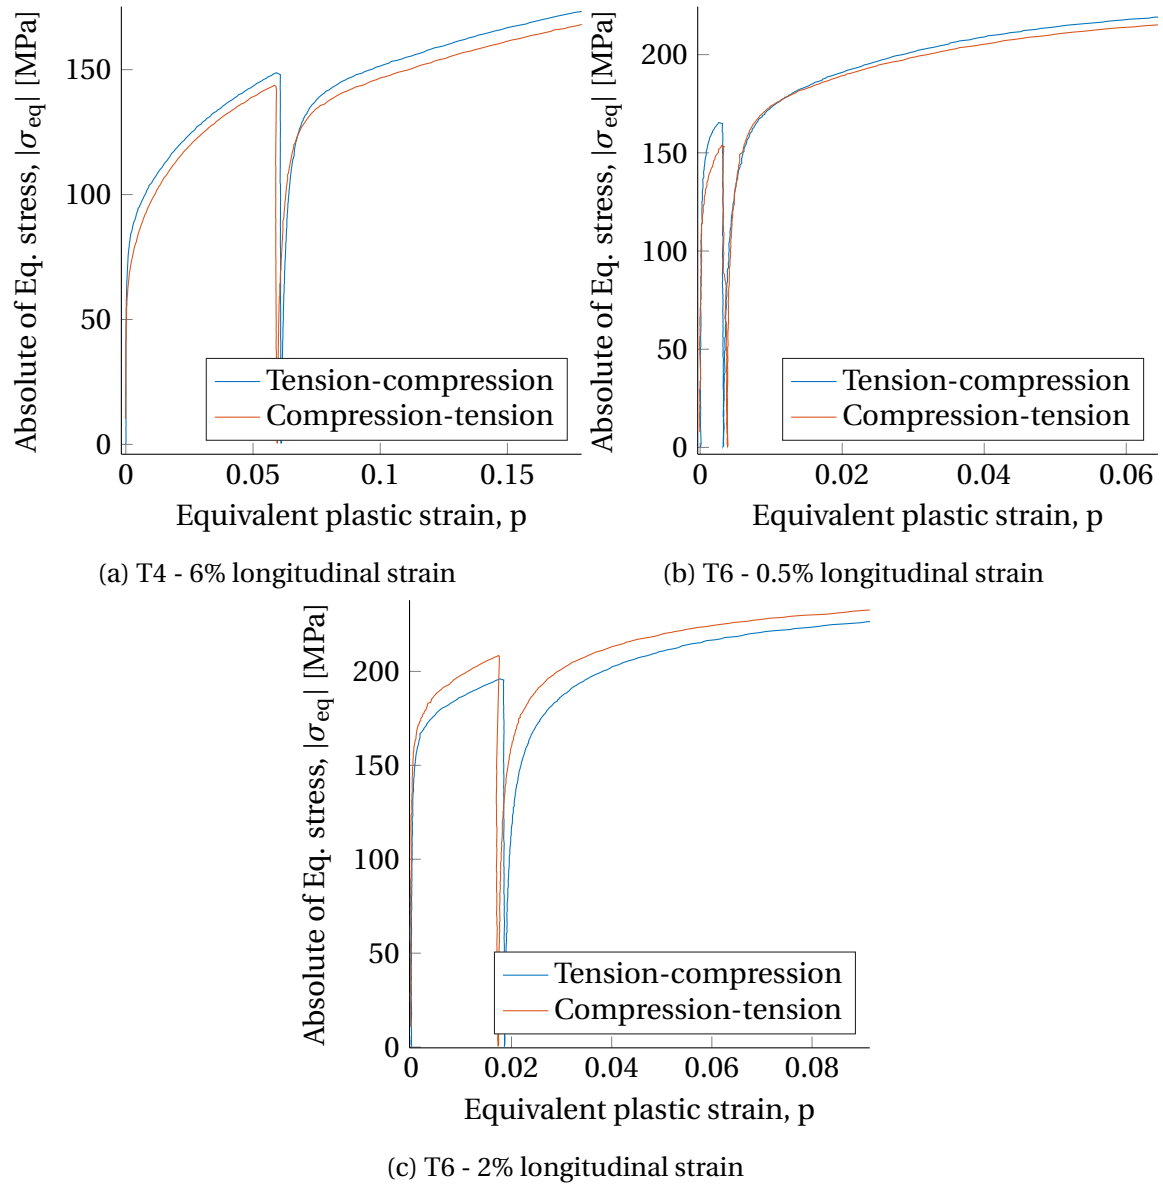 Absolute of Eq. stress, |σeq| [MPa]
150
100
50
0
0
0.05
0.1
0.15
Tension-compression
Compression-tension
Equivalent plastic strain, p
(a) T4 - 6% longitudinal strain
Absolute of Eq. stress, |σeq| [MPa]
200
150
100
50
0
0
0.02
0.04
0.06
Tension-compression
Compression-tension
Equivalent plastic strain, p
(b) T6 - 0.5% longitudinal strain
Absolute of Eq. stress, |σeq| [MPa]
200
150
100
50
0
0
0.02
0.04
0.06
0.08
Tension-compression
Compression-tension
Equivalent plastic strain, p
(c) T6 - 2% longitudinal strain